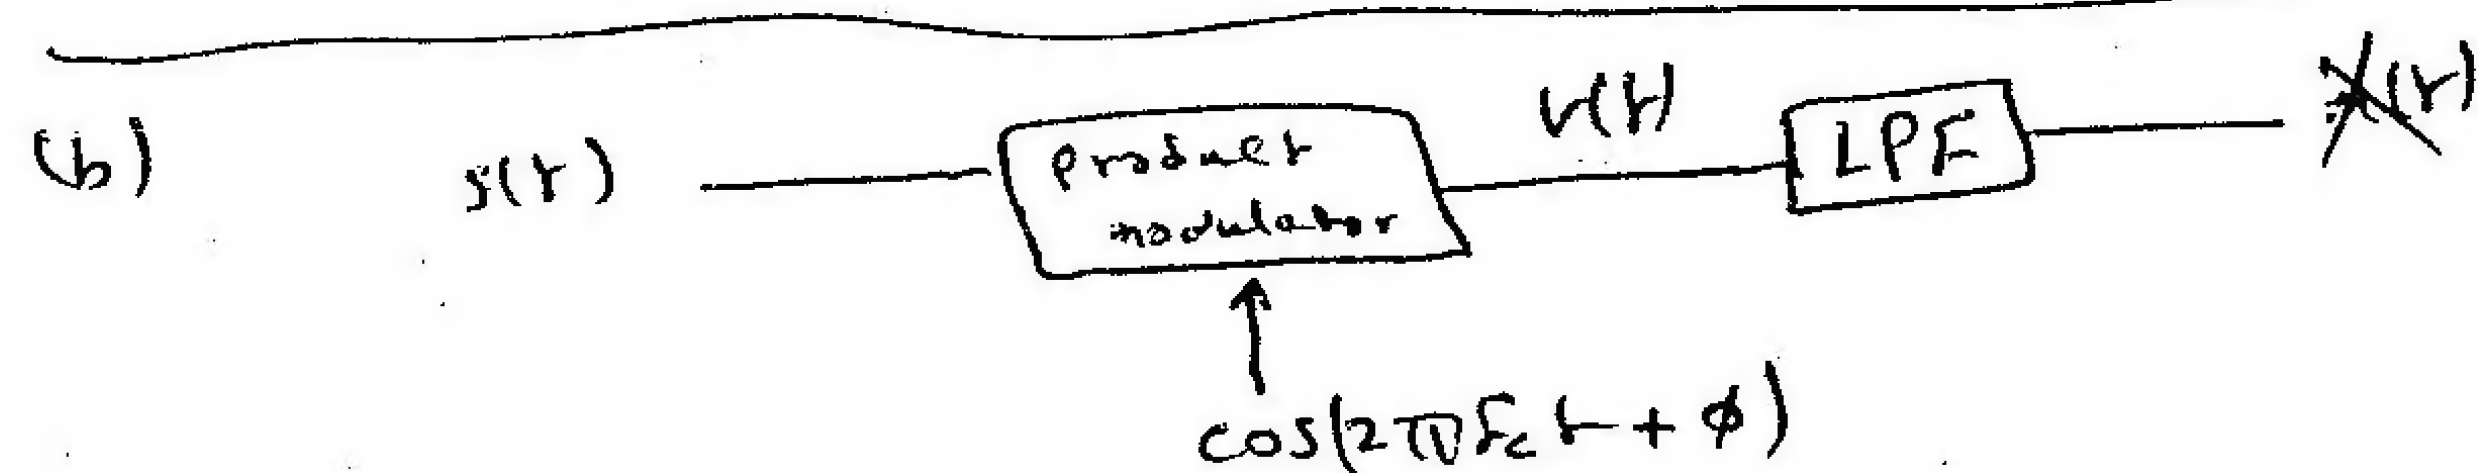 (b) s(t) Product modulator v(t) LPF
cos(2πfct + φ)